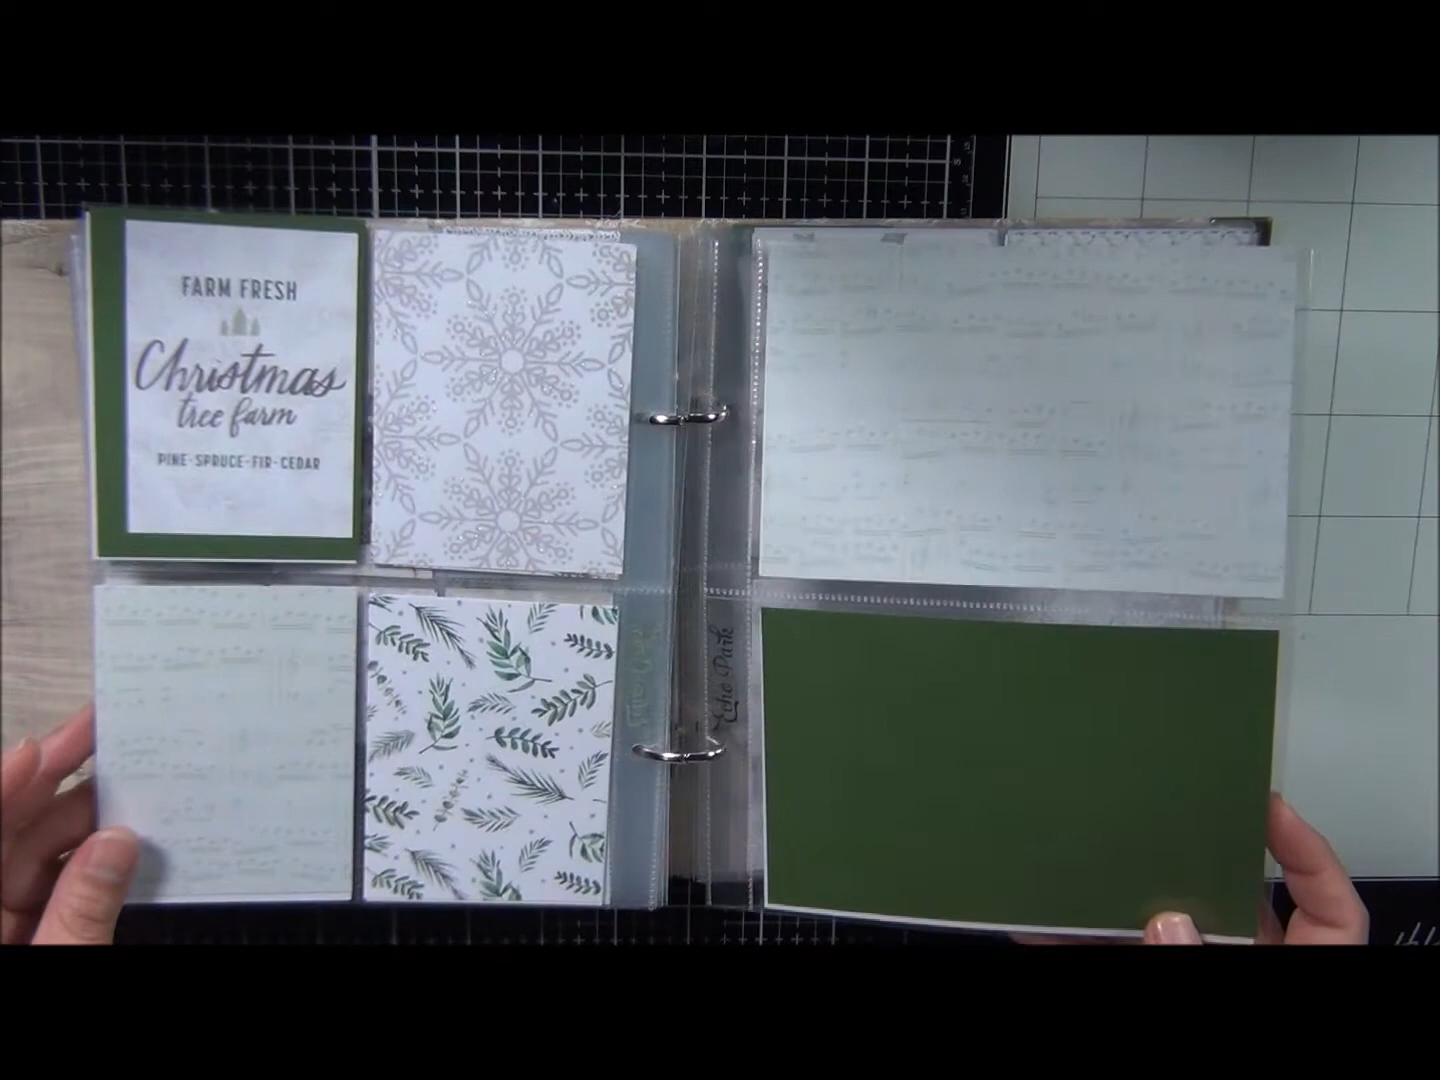 FARM FRESH
Christmas
tree farm
PINE-SPRUCE-FIR-CEDAR
Echo Park